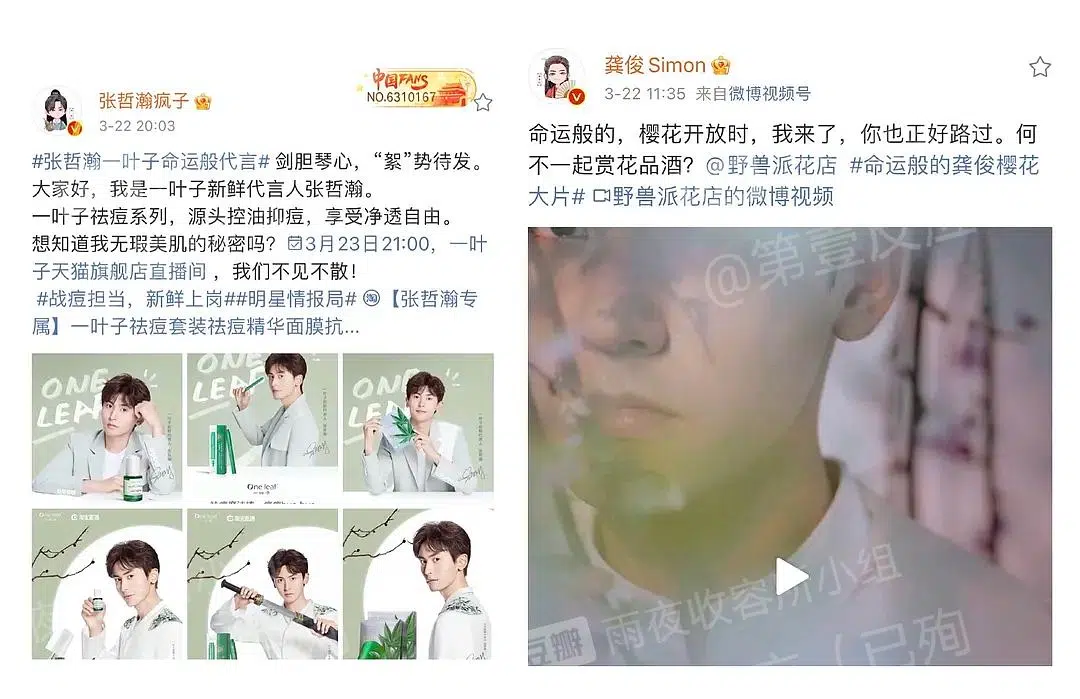 中国FANS
NO.6310167
张哲瀚疯子
3-22 20:03
#张哲瀚一叶子命运般代言# 剑胆琴心，“絮”势待发。
大家好，我是一叶子新鲜代言人张哲瀚。
一叶子祛痘系列，源头控油抑痘，享受净透自由。
想知道我无瑕美肌的秘密吗？3月23日21:00，一叶
子天猫旗舰店直播间 ，我们不见不散！
#战痘担当，新鲜上岗##明星情报局# 【张哲瀚专
属】一叶子祛痘套装祛痘精华面膜抗...
ONE
LEAF
ONE
LEAF
ONE
LEAF
One leaf
龚俊Simon
3-22 11:35 来自微博视频号
命运般的，樱花开放时，我来了，你也正好路过。何
不一起赏花品酒？@野兽派花店 #命运般的龚俊樱花
大片# 野兽派花店的微博视频
豆瓣 雨夜收容所小组